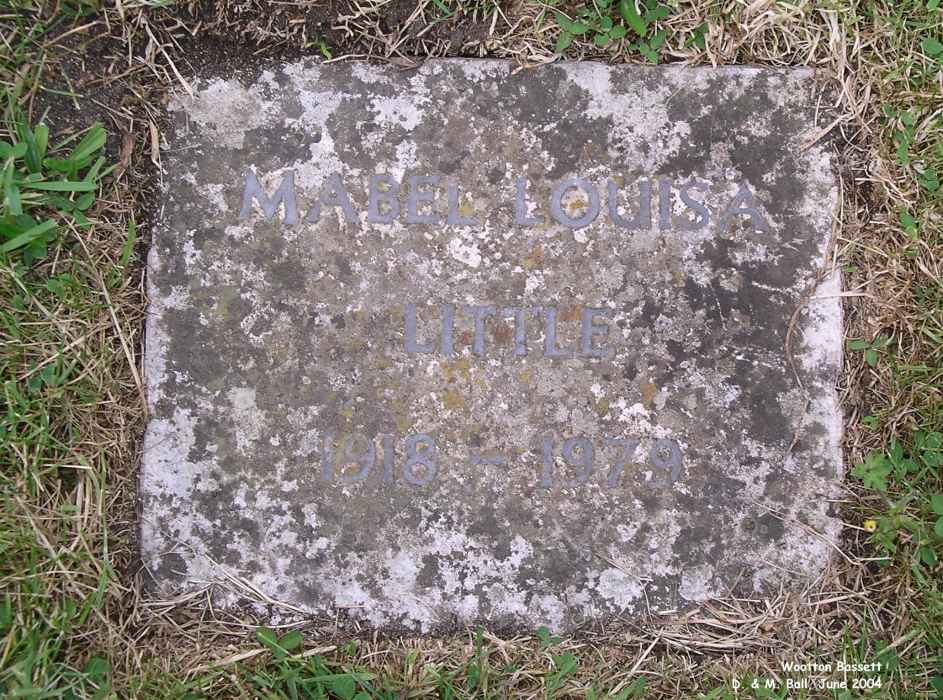 MABEL LOUISA
LITTLE
1918 - 1979
Wootton Bassett
D. & M. Ball June 2004